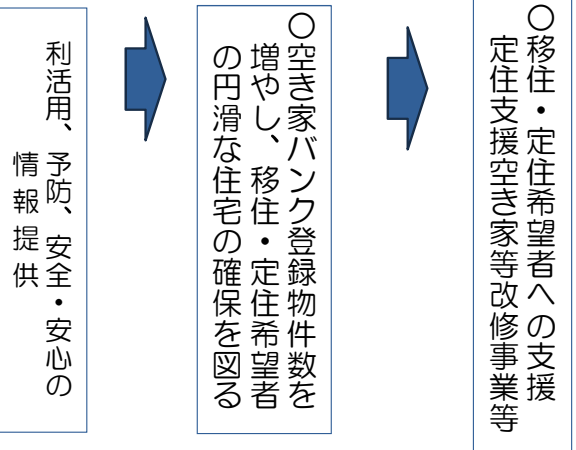 利活用、予防、安全・安心の
情報提供
〇空き家バンク登録物件数を
増やし、移住・定住希望者
の円滑な住宅の確保を図る
〇移住・定住希望者への支援
定住支援空き家等改修事業等